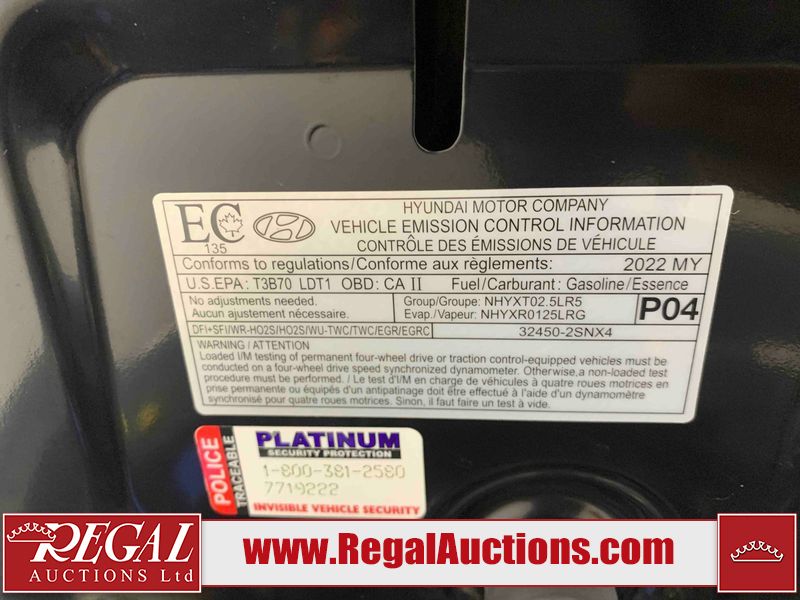 EC
135
HYUNDAI MOTOR COMPANY
VEHICLE EMISSION CONTROL INFORMATION
CONTRÔLE DES ÉMISSIONS DE VÉHICULE
Conforms to regulations/Conforme aux règlements: 2022 MY
U.S.EPA: T3B70 LDT1 OBD: CA II Fuel/Carburant: Gasoline/Essence
No adjustments needed.
Aucun ajustement nécessaire.
Group/Groupe: NHYXT02.5LR5
Evap./Vapeur: NHYXR0125LRG
P04
DFI+SFI/WR-HO2S/HO2S/WU-TWC/TWC/EGR/EGRC 32450-2SNX4
WARNING / ATTENTION
Loaded I/M testing of permanent four-wheel drive or traction control-equipped vehicles must be
conducted on a four-wheel drive speed synchronized dynamometer. Otherwise,a non-loaded test
procedure must be performed. / Le test d'I/M en charge de véhicules à quatre roues motrices en
prise permanente ou équipés d'un antipatinage doit être effectué à l'aide d'un dynamomètre
synchronisé pour quatre roues motrices. Sinon, il faut faire un test à vide.
POLICE
TRACEABLE
PLATINUM
SECURITY PROTECTION
1-800-381-2580
7719222
INVISIBLE VEHICLE SECURITY
REGAL
AUCTIONS Ltd
www.RegalAuctions.com